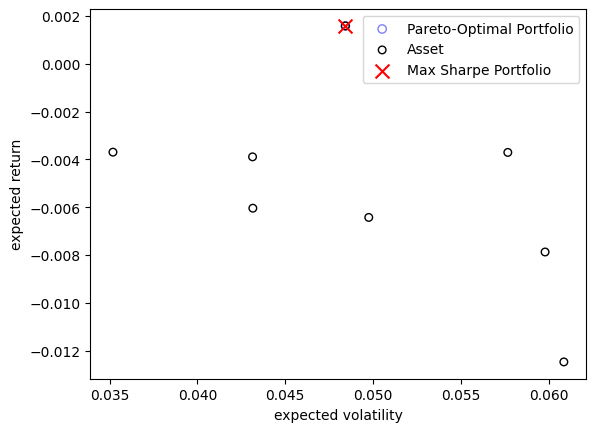 0.002
0.000
−0.002
−0.004
−0.006
−0.008
−0.010
−0.012
expected return
0.035
0.040
0.045
0.050
0.055
0.060
expected volatility
Pareto-Optimal Portfolio
Asset
Max Sharpe Portfolio